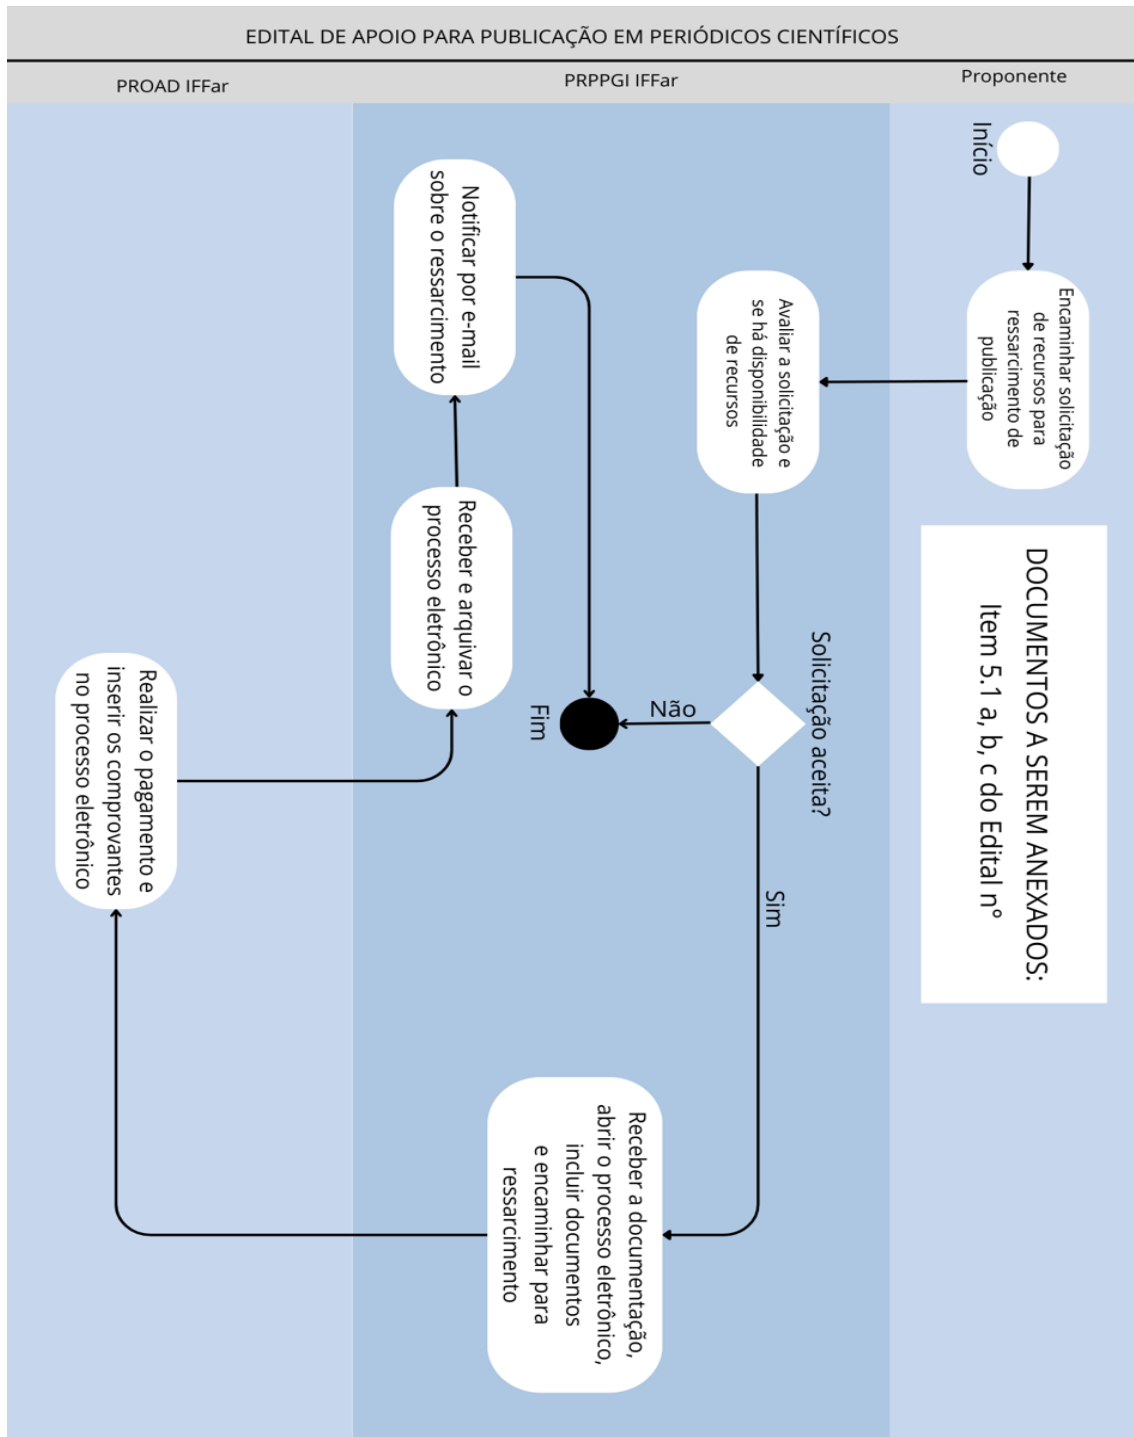 EDITAL DE APOIO PARA PUBLICAÇÃO EM PERIÓDICOS CIENTÍFICOS
PROAD IFFar
PRPPGI IFFar
Proponente
Início
Encaminhar solicitação
de recursos para
ressarcimento de
publicação
DOCUMENTOS A SEREM ANEXADOS:
Item 5.1 a, b, c do Edital nº
Avaliar a solicitação e
se há disponibilidade
de recursos
Solicitação aceita?
Não
Fim
Sim
Receber a documentação,
abrir o processo eletrônico,
incluir documentos
e encaminhar para
ressarcimento
Realizar o pagamento e
inserir os comprovantes
no processo eletrônico
Receber e arquivar o
processo eletrônico
Notificar por e-mail
sobre o ressarcimento